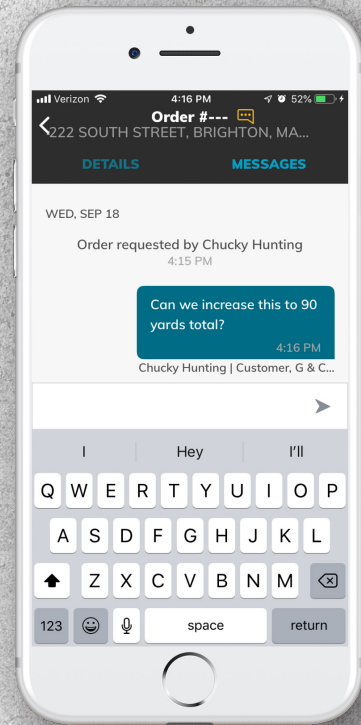 Verizon 4:16 PM 52%
Order #---
222 SOUTH STREET, BRIGHTON, MA...
DETAILS MESSAGES
WED, SEP 18
Order requested by Chucky Hunting
4:15 PM
Can we increase this to 90
yards total?
4:16 PM
Chucky Hunting | Customer, G & C...
I Hey I'll
Q W E R T Y U I O P
A S D F G H J K L
Z X C V B N M
123 space return